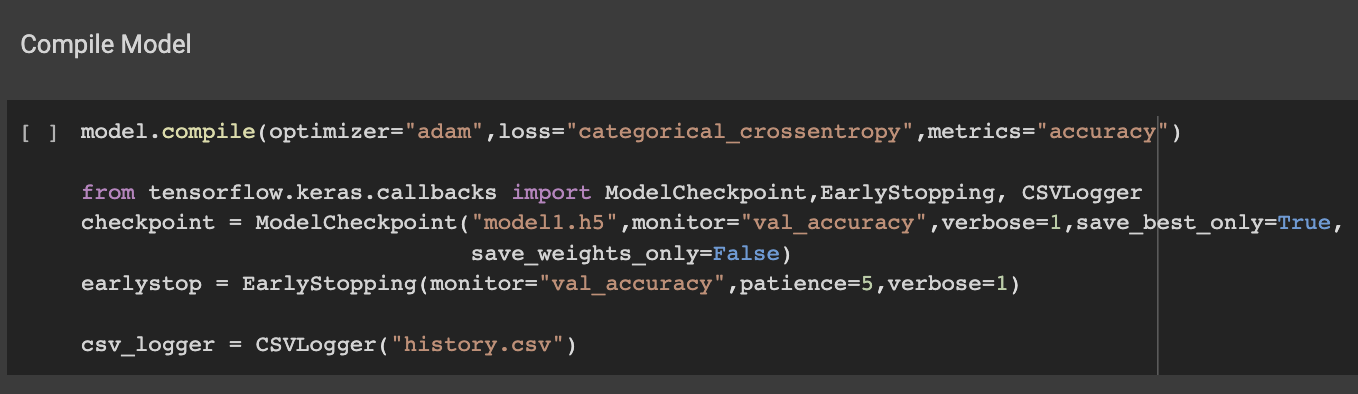 Compile Model
[ ] model.compile(optimizer="adam",loss="categorical_crossentropy",metrics="accuracy")
from tensorflow.keras.callbacks import ModelCheckpoint,EarlyStopping, CSVLogger
checkpoint = ModelCheckpoint("model1.h5",monitor="val_accuracy",verbose=1,save_best_only=True,
save_weights_only=False)
earlystop = EarlyStopping(monitor="val_accuracy",patience=5,verbose=1)
csv_logger = CSVLogger("history.csv")